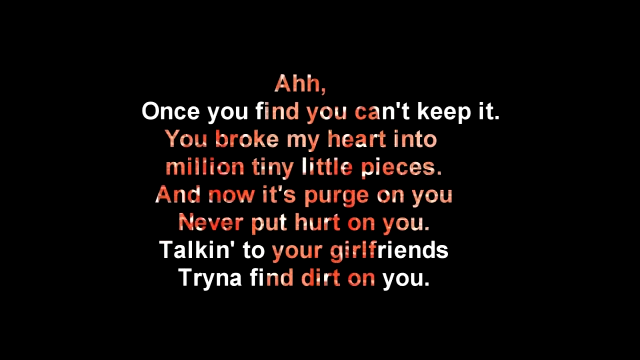 Ahh,
Once you find you can't keep it.
You broke my heart into
million tiny little pieces.
And now it's purge on you
Never put hurt on you.
Talkin' to your girlfriends
Tryna find dirt on you.